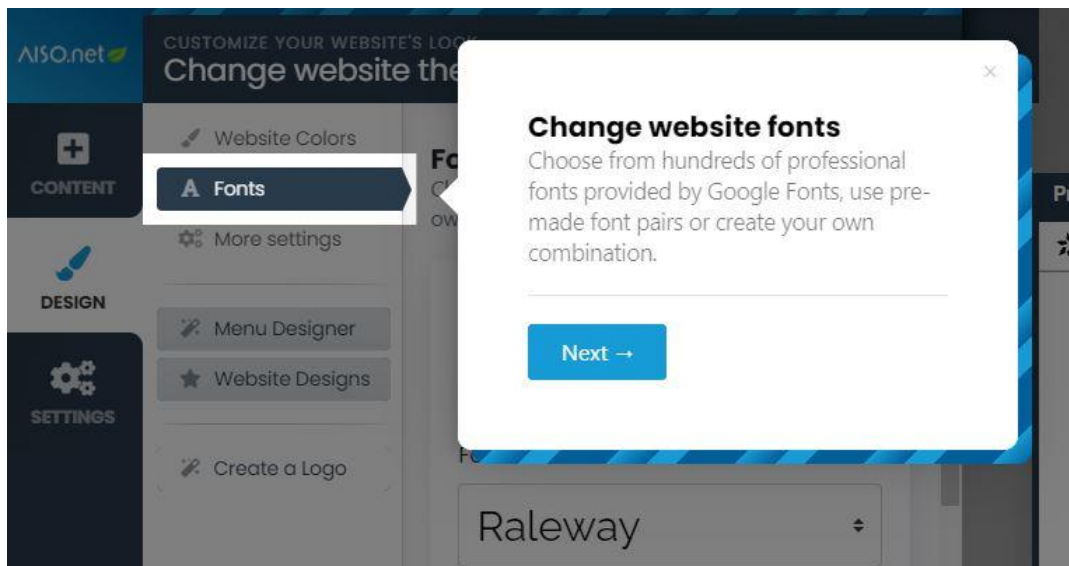 AISO.net
CUSTOMIZE YOUR WEBSITE'S LOOK
Change website the
CONTENT
DESIGN
SETTINGS
Website Colors
Fonts
More settings
Menu Designer
Website Designs
Create a Logo
×
Change website fonts
Choose from hundreds of professional
fonts provided by Google Fonts, use pre-
made font pairs or create your own
combination.
Next →
Raleway